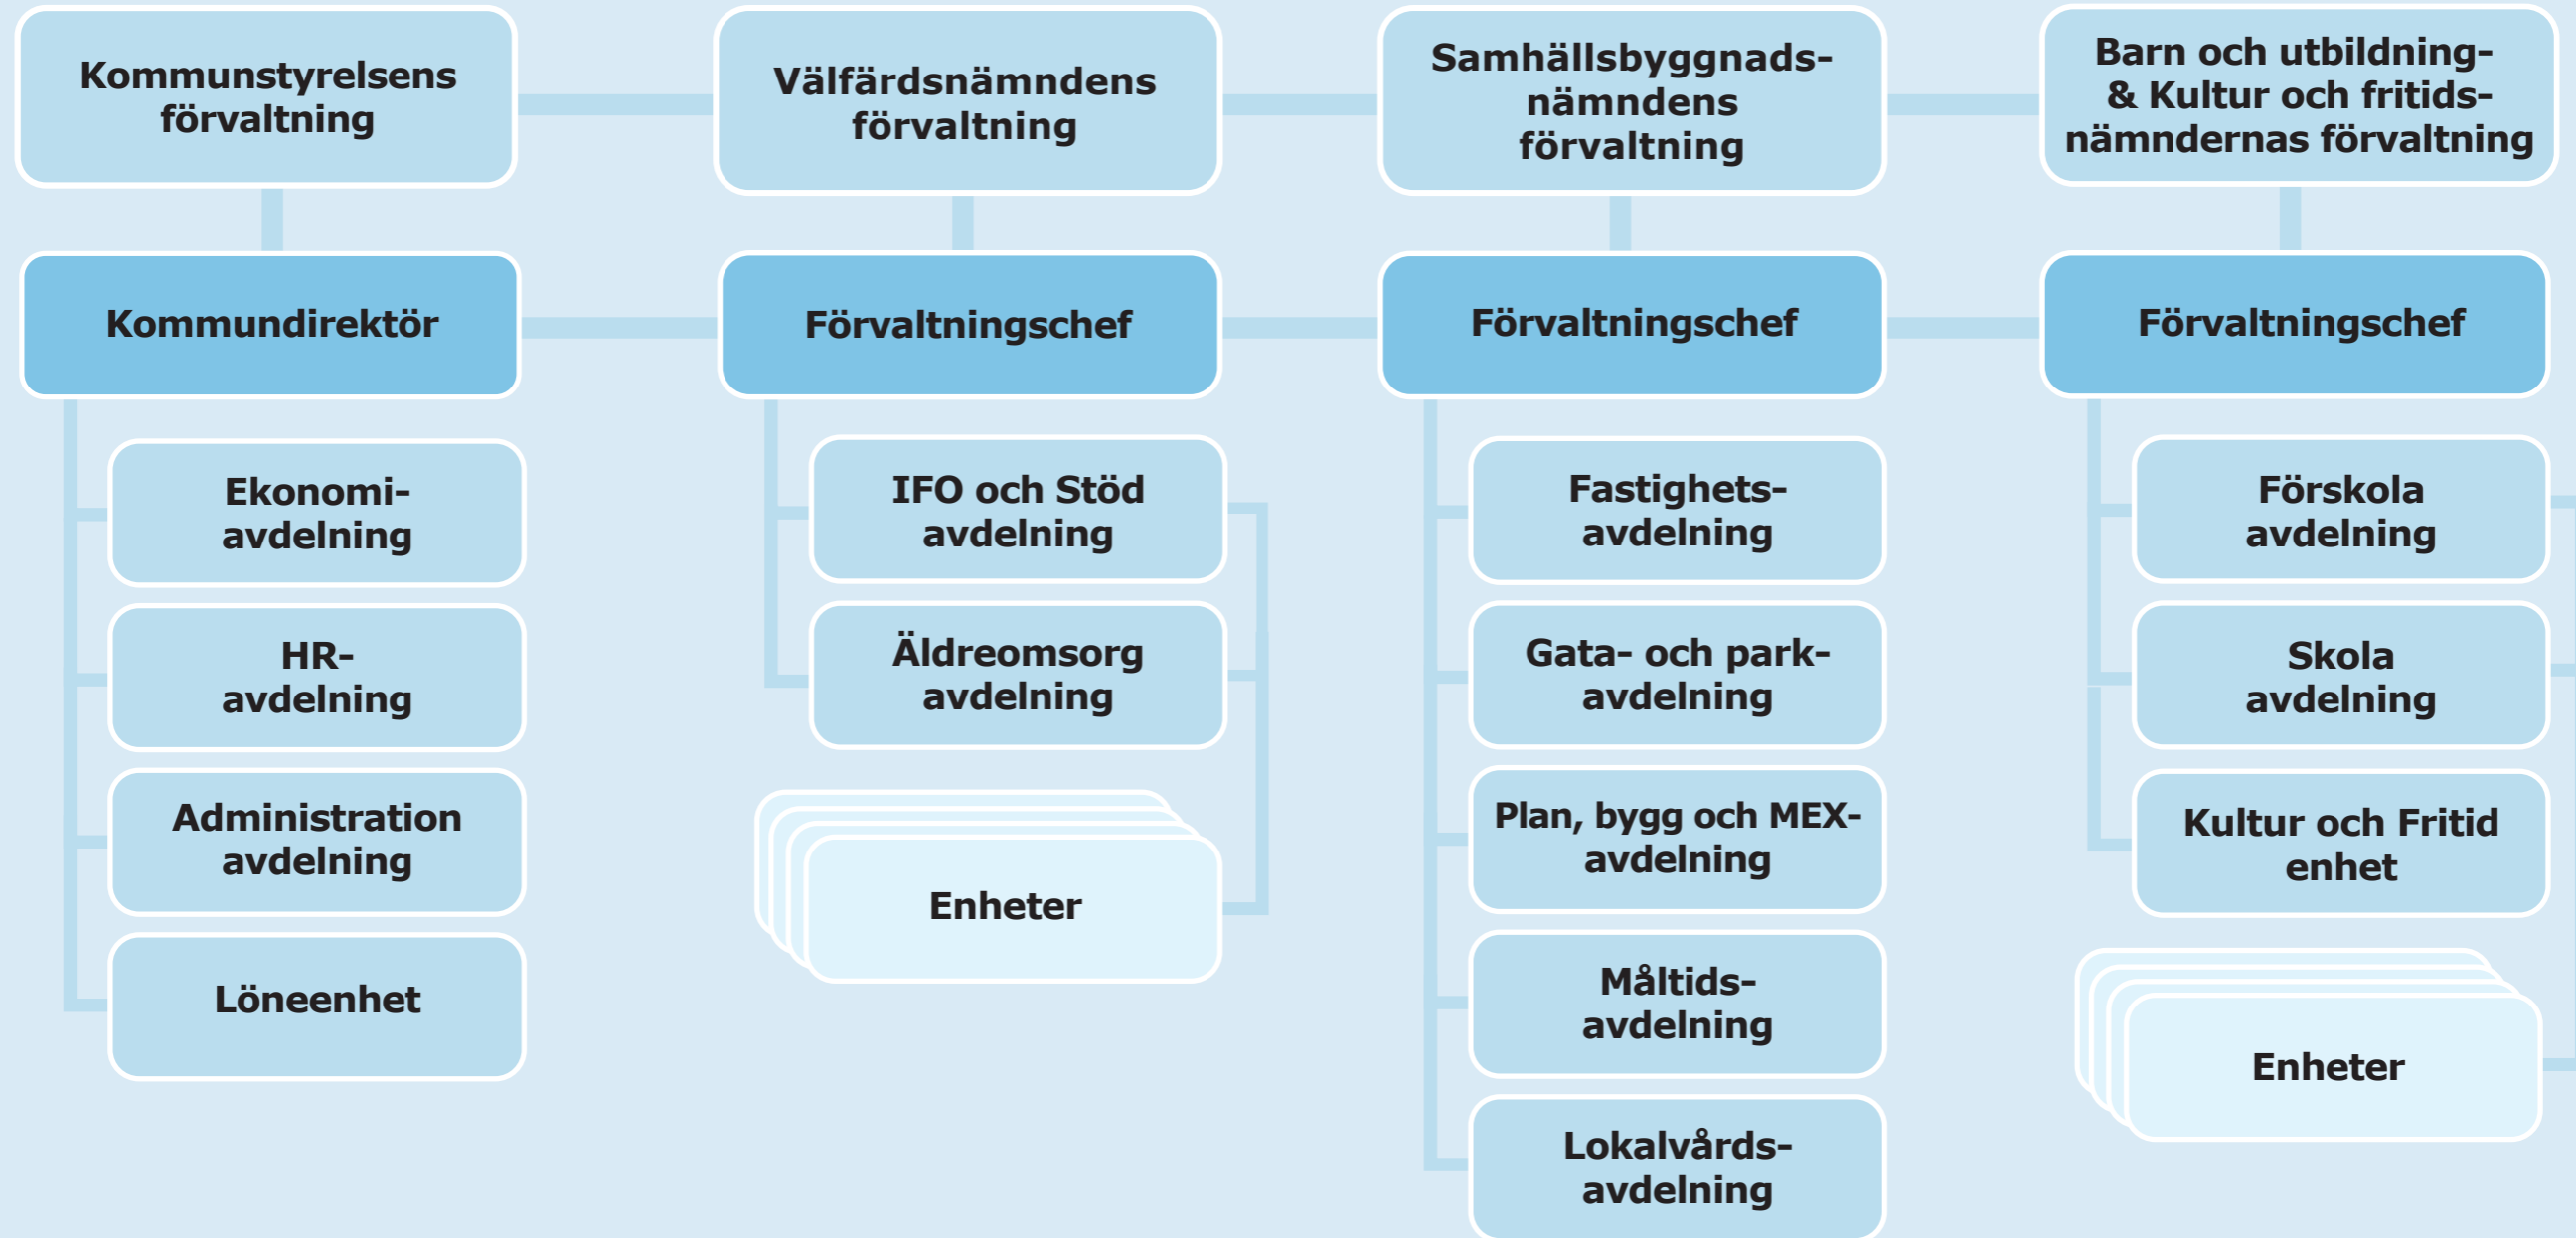 Kommunstyrelsens
förvaltning
Välfärdsnämndens
förvaltning
Samhällsbyggnads-
nämndens
förvaltning
Barn och utbildning-
& Kultur och fritids-
nämndernas förvaltning
Kommundirektör
Förvaltningschef
Förvaltningschef
Förvaltningschef
Ekonomi-
avdelning
HR-
avdelning
Administration
avdelning
Löneenhet
IFO och Stöd
avdelning
Äldreomsorg
avdelning
Enheter
Fastighets-
avdelning
Gata- och park-
avdelning
Plan, bygg och MEX-
avdelning
Måltids-
avdelning
Lokalvårds-
avdelning
Förskola
avdelning
Skola
avdelning
Kultur och Fritid
enhet
Enheter